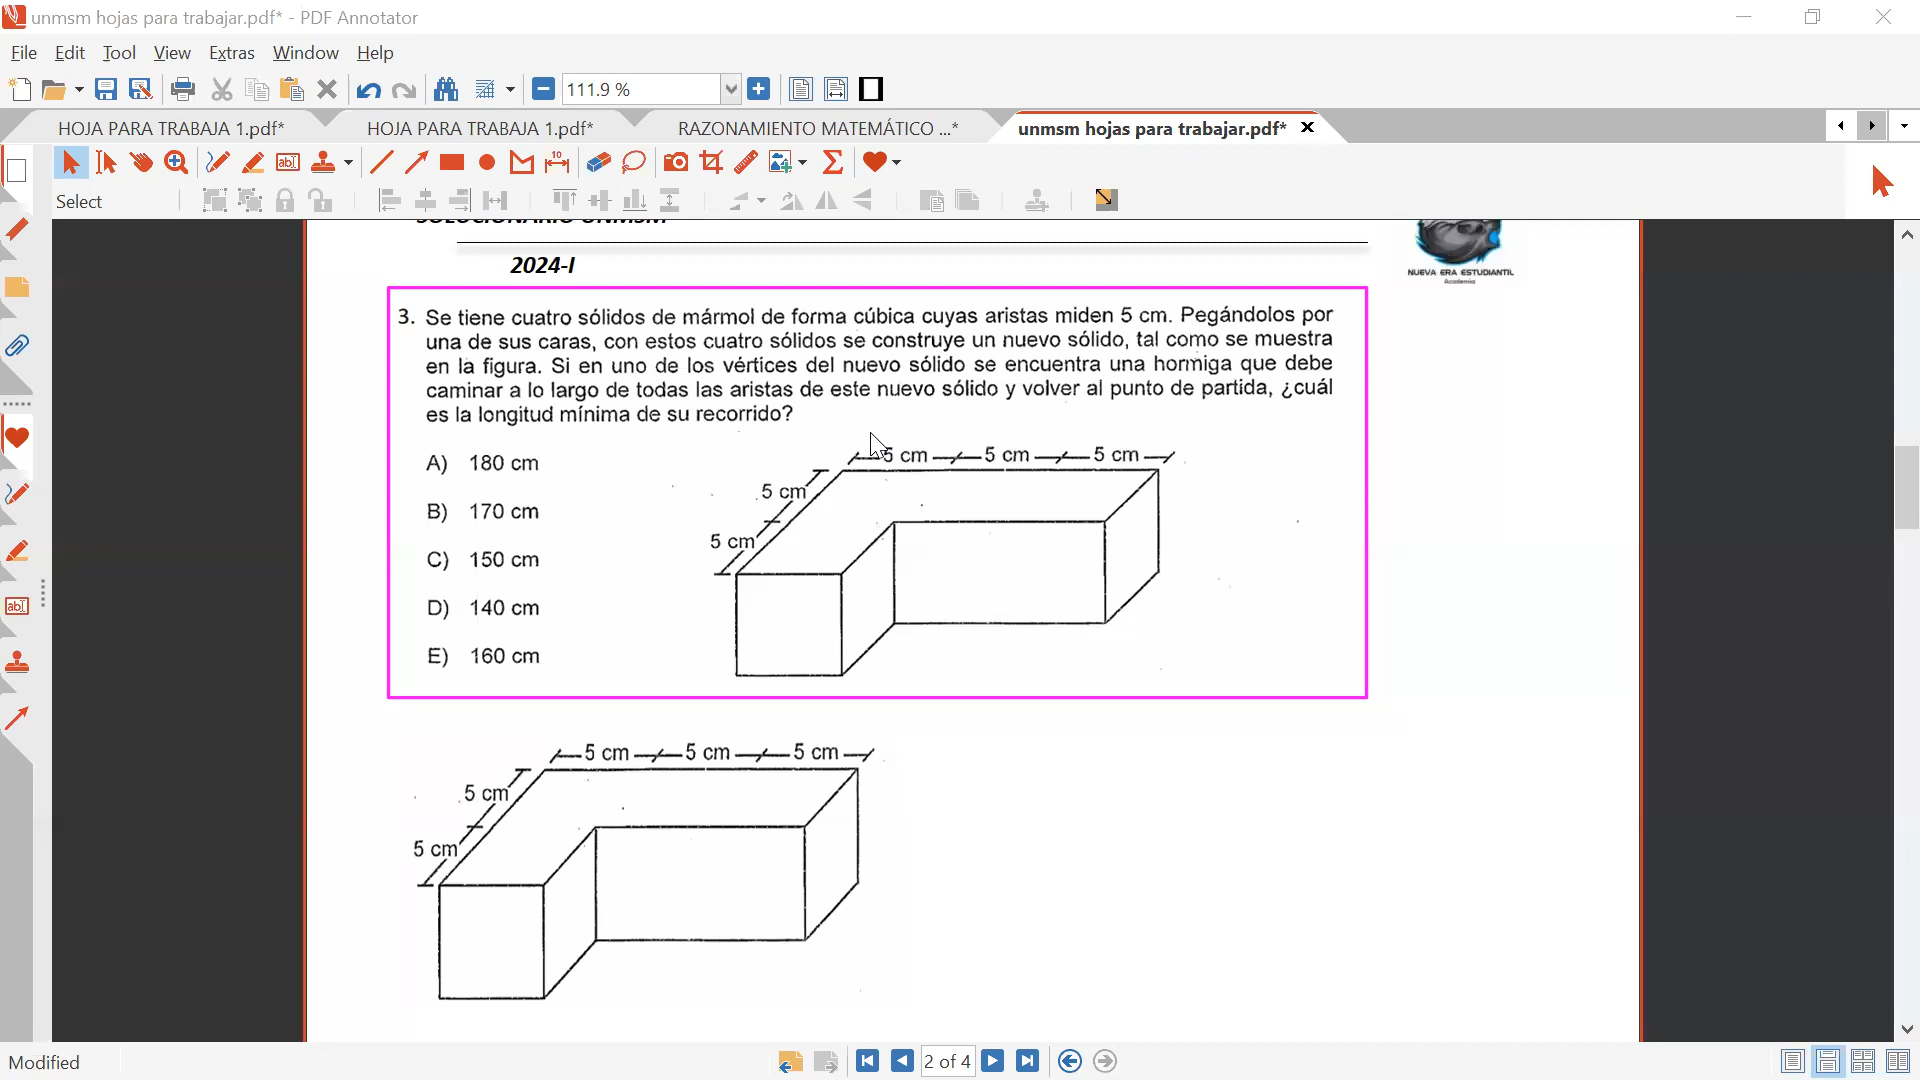 unmsm hojas para trabajar.pdf* - PDF Annotator
File Edit Tool View Extras Window Help
111.9 %
HOJA PARA TRABAJA 1.pdf* HOJA PARA TRABAJA 1.pdf* RAZONAMIENTO MATEMÁTICO ...* unmsm hojas para trabajar.pdf*
Select
SOLUCIONARIO UNMSM
2024-I
NUEVA ERA ESTUDIANTIL
Academia
3. Se tiene cuatro sólidos de mármol de forma cúbica cuyas aristas miden 5 cm. Pegándolos por
una de sus caras, con estos cuatro sólidos se construye un nuevo sólido, tal como se muestra
en la figura. Si en uno de los vértices del nuevo sólido se encuentra una hormiga que debe
caminar a lo largo de todas las aristas de este nuevo sólido y volver al punto de partida, ¿cuál
es la longitud mínima de su recorrido?
A) 180 cm
B) 170 cm
C) 150 cm
D) 140 cm
E) 160 cm
5 cm 5 cm 5 cm
5 cm
5 cm
5 cm 5 cm 5 cm
5 cm
5 cm
Modified
2 of 4